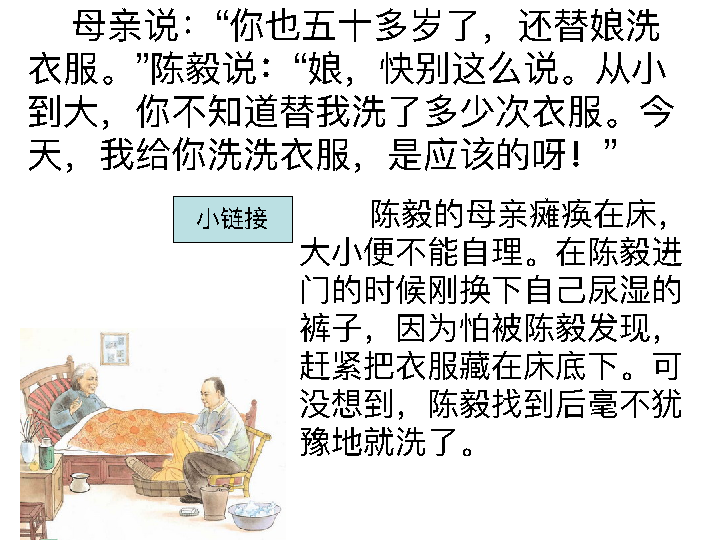 母亲说：“你也五十多岁了，还替娘洗
衣服。”陈毅说：“娘，快别这么说。从小
到大，你不知道替我洗了多少次衣服。今
天，我给你洗洗衣服，是应该的呀！”
小链接
陈毅的母亲瘫痪在床，
大小便不能自理。在陈毅进
门的时候刚换下自己尿湿的
裤子，因为怕被陈毅发现，
赶紧把衣服藏在床底下。可
没想到，陈毅找到后毫不犹
豫地就洗了。